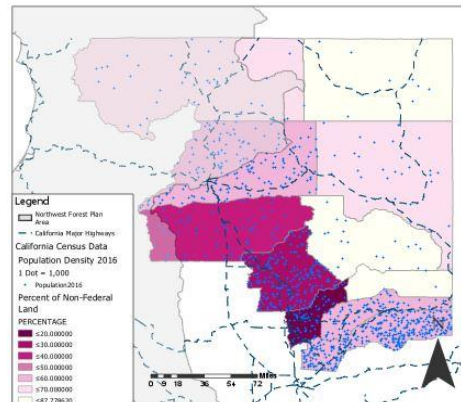 Legend
Northwest Forest Plan
Area
California Major Highways
California Census Data
Population Density 2016
1 Dot = 1,000
Population2016
Percent of Non-Federal
Land
PERCENTAGE
≤20.000000
≤30.000000
≤40.000000
≤50.000000
≤60.000000
≤70.000000
≤87.778630
Miles
0 9 18 36 54 72